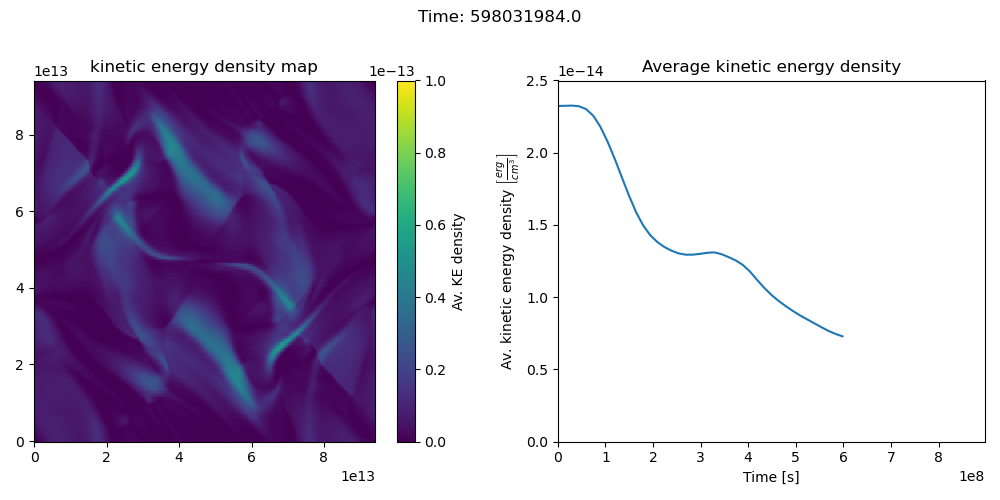 Time: 598031984.0
kinetic energy density map
1e13
1e−13
8
6
4
2
0
0
2
4
6
8
1e13
1.0
0.8
0.6
0.4
0.2
0.0
Av. KE density
Average kinetic energy density
1e−14
2.5
2.0
1.5
1.0
0.5
0.0
Av. kinetic energy density [erg/cm³]
0
1
2
3
4
5
6
7
8
Time [s]
1e8